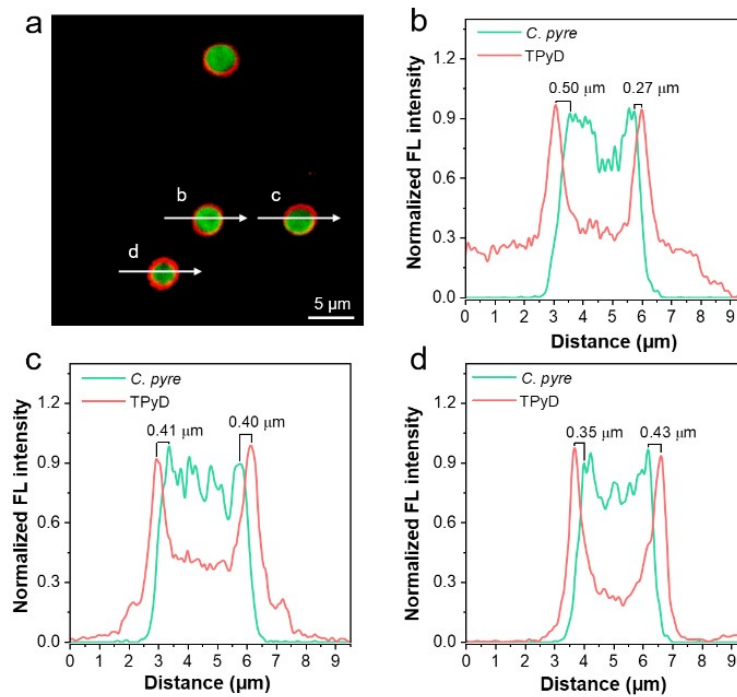 a
b
c
d
5 μm
b
C. pyre
TPyD
0.50 μm
0.27 μm
Normalized FL intensity
1.2
0.9
0.6
0.3
0.0
0 1 2 3 4 5 6 7 8 9
Distance (μm)
c
C. pyre
TPyD
0.41 μm
0.40 μm
Normalized FL intensity
1.2
0.9
0.6
0.3
0.0
0 1 2 3 4 5 6 7 8 9
Distance (μm)
d
C. pyre
TPyD
0.35 μm
0.43 μm
Normalized FL intensity
1.2
0.9
0.6
0.3
0.0
0 1 2 3 4 5 6 7 8 9
Distance (μm)